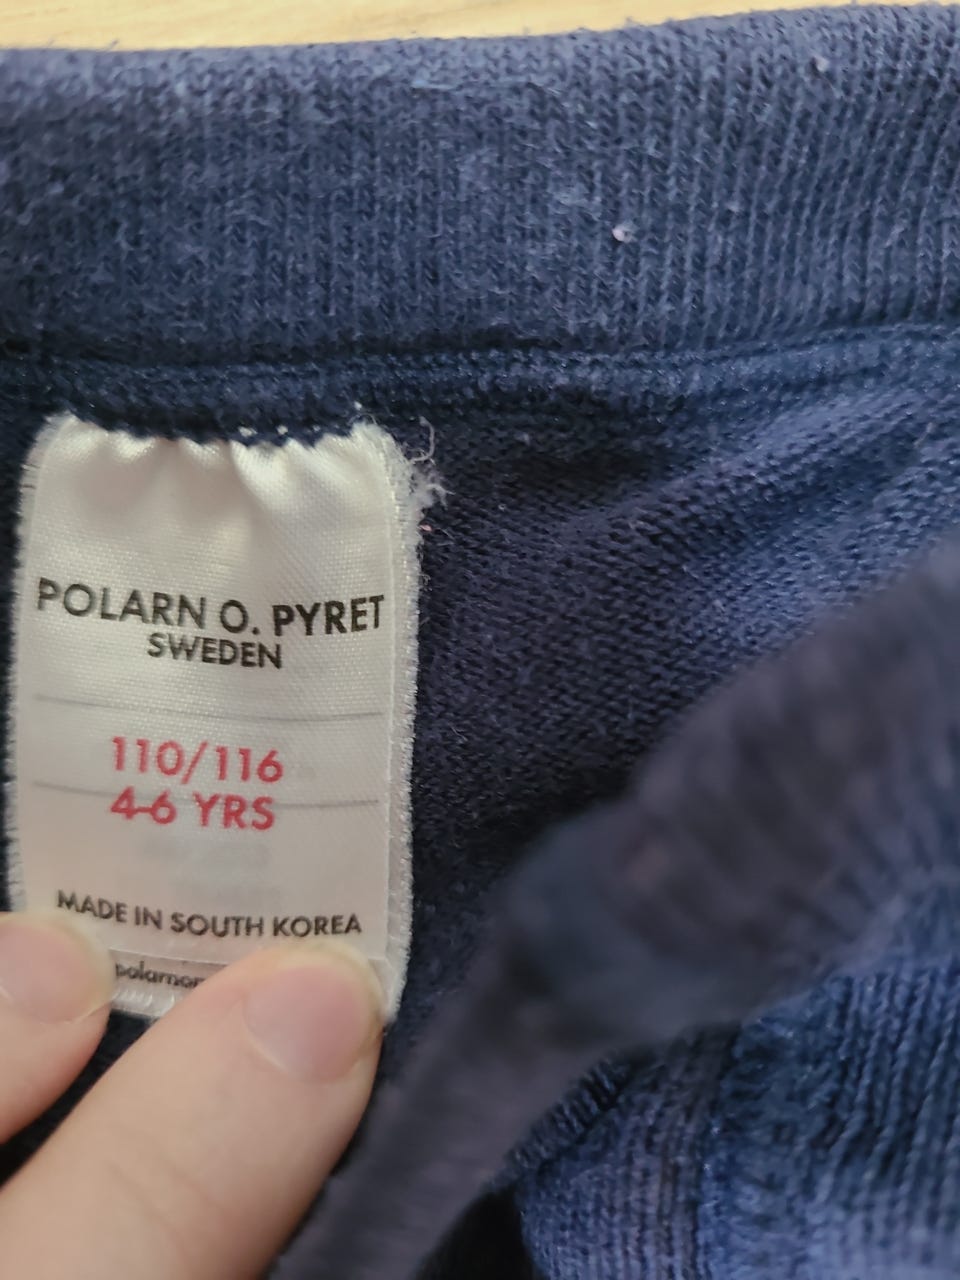 POLARN O. PYRET
SWEDEN
110/116
4-6 YRS
MADE IN SOUTH KOREA